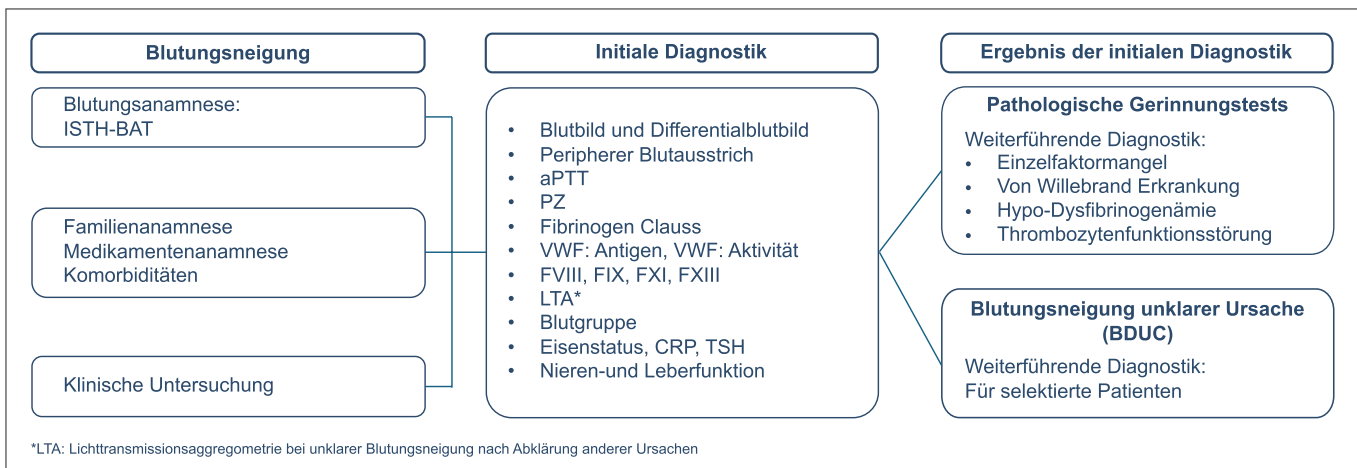 Blutungsneigung
Blutungsanamnese:
ISTH-BAT
Familienanamnese
Medikamentenanamnese
Komorbiditäten
Klinische Untersuchung
Initiale Diagnostik
• Blutbild und Differentialblutbild
• Peripherer Blutausstrich
• aPTT
• PZ
• Fibrinogen Clauss
• VWF: Antigen, VWF: Aktivität
• FVIII, FIX, FXI, FXIII
• LTA*
• Blutgruppe
• Eisenstatus, CRP, TSH
• Nieren-und Leberfunktion
Ergebnis der initialen Diagnostik
Pathologische Gerinnungstests
Weiterführende Diagnostik:
• Einzelfaktormangel
• Von Willebrand Erkrankung
• Hypo-Dysfibrinogenämie
• Thrombozytenfunktionsstörung
Blutungsneigung unklarer Ursache
(BDUC)
Weiterführende Diagnostik:
Für selektierte Patienten
*LTA: Lichttransmissionsaggregometrie bei unklarer Blutungsneigung nach Abklärung anderer Ursachen